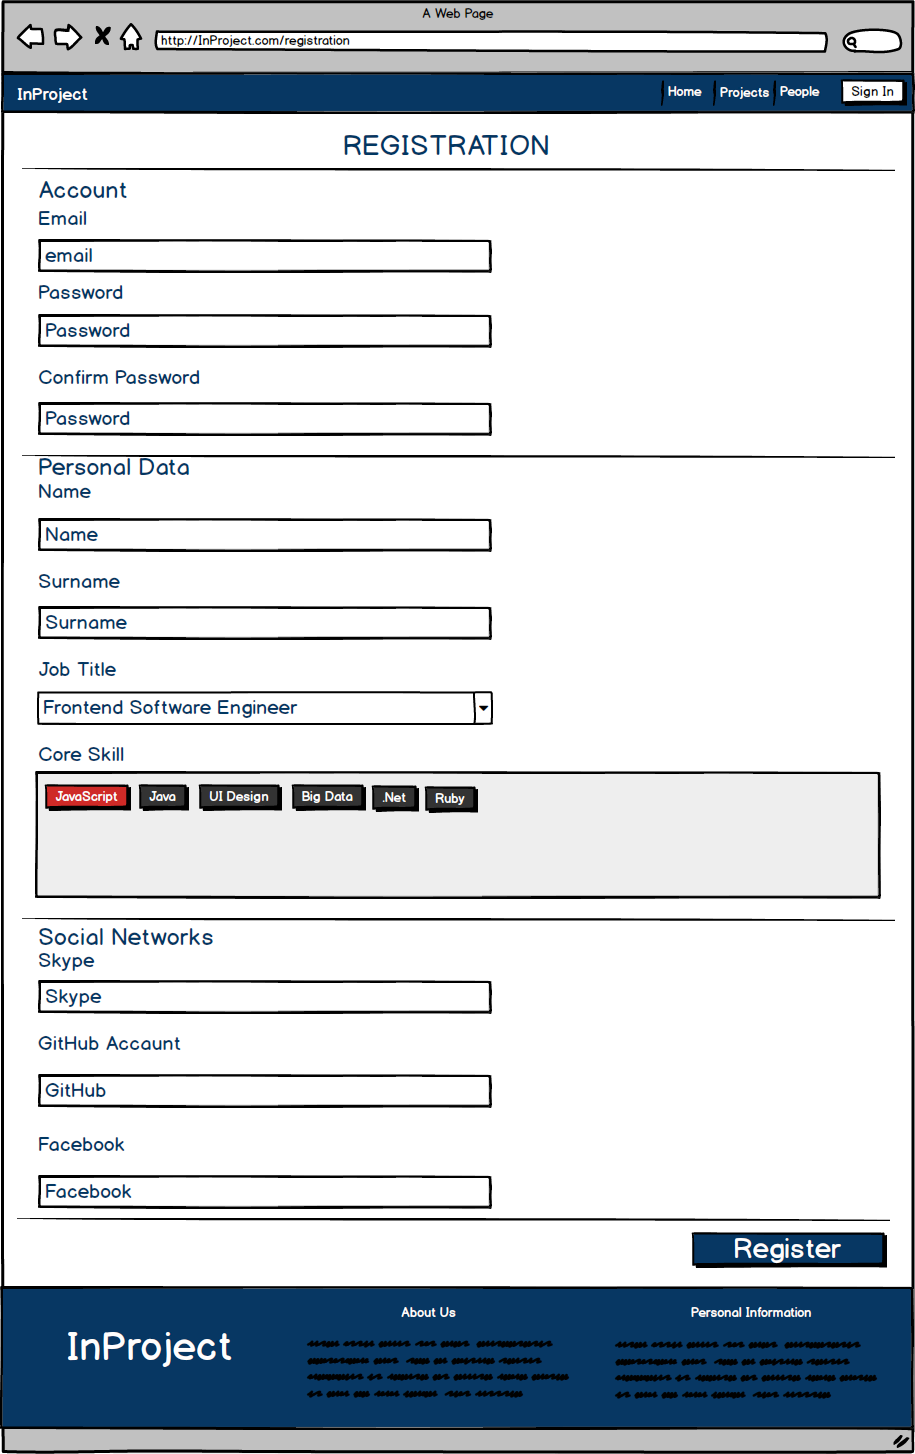 A Web Page
http://InProject.com/registration
InProject
Home Projects People Sign In
REGISTRATION
Account
Email
email
Password
Password
Confirm Password
Password
Personal Data
Name
Name
Surname
Surname
Job Title
Frontend Software Engineer
Core Skill
JavaScript Java UI Design Big Data .Net Ruby
Social Networks
Skype
Skype
GitHub Accaunt
GitHub
Facebook
Facebook
Register
InProject
About Us
Personal Information